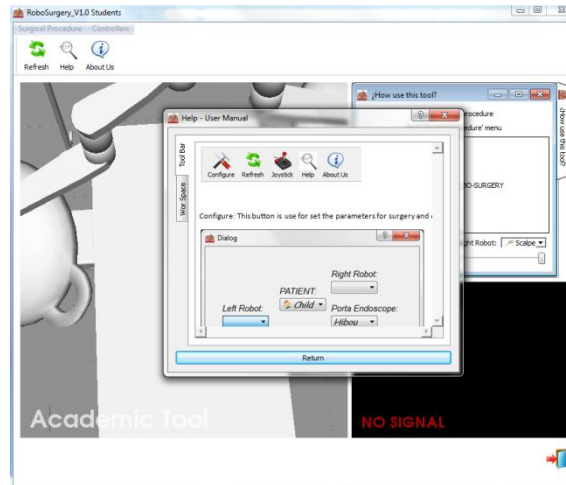 RoboSurgery_V1.0 Students
Surgical Procedure Controllers
Refresh Help About Us
¿How use this tool?
rocedure
edure' menu
¿How use this tool?
BO-SURGERY
ght Robot: Scalpe
Help - User Manual
Tool Bar
Wor Space
Configure Refresh Joystick Help About Us
Configure: This button is use for set the parameters for surgery and
Dialog
Right Robot:
PATIENT:
Child
Left Robot:
Porta Endoscope:
Hibou
Return
Academic Tool
NO SIGNAL